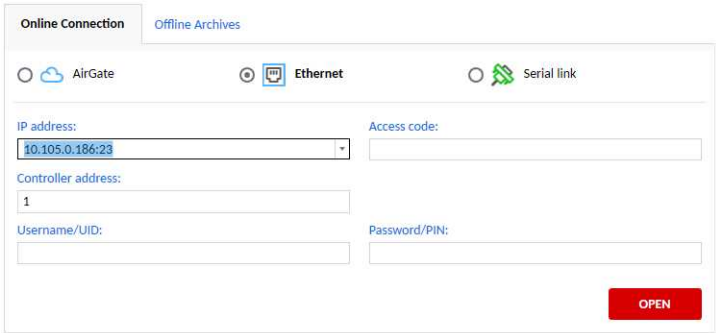 Online Connection
Offline Archives
AirGate
Ethernet
Serial link
IP address:
Access code:
10.105.0.186:23
Controller address:
1
Username/UID:
Password/PIN:
OPEN